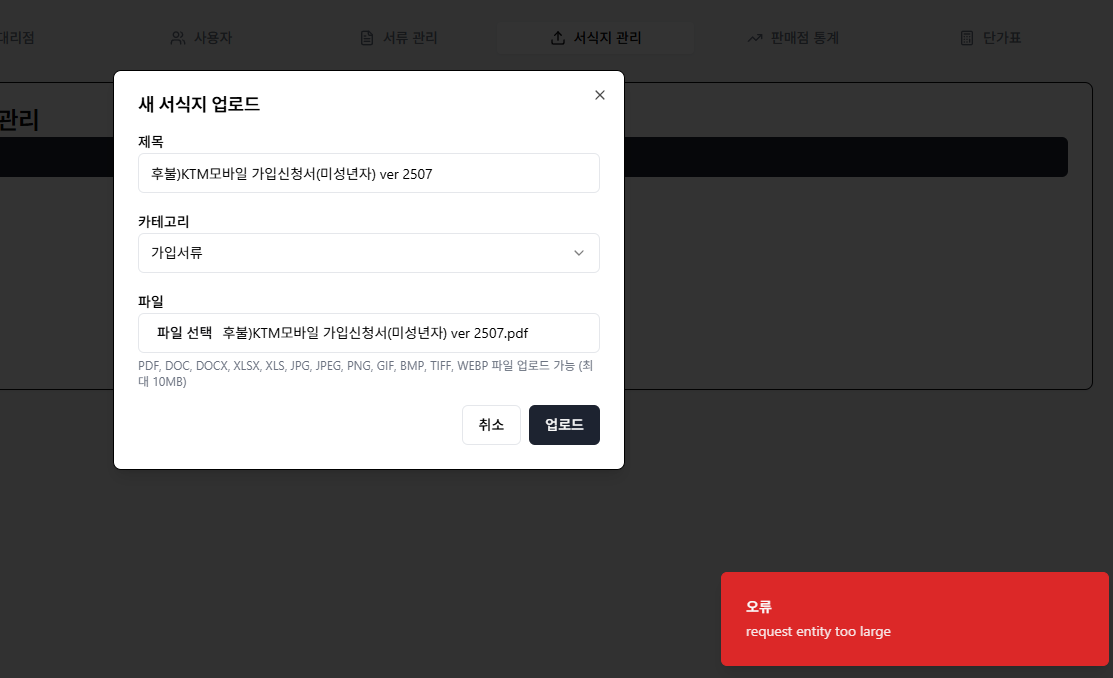 대리점
사용자
서류 관리
서식지 관리
판매점 통계
단가표
관리
새 서식지 업로드
제목
후불)KTM모바일 가입신청서(미성년자) ver 2507
카테고리
가입서류
파일
파일 선택 후불)KTM모바일 가입신청서(미성년자) ver 2507.pdf
PDF, DOC, DOCX, XLSX, XLS, JPG, JPEG, PNG, GIF, BMP, TIFF, WEBP 파일 업로드 가능 (최
대 10MB)
취소
업로드
오류
request entity too large